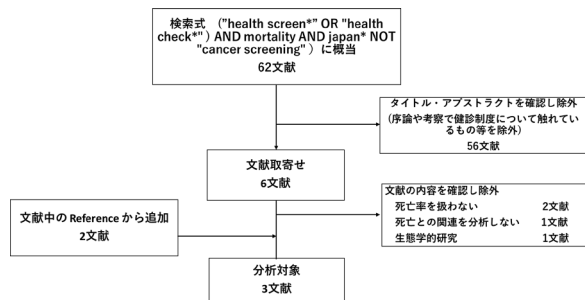 検索式 ("health screen*" OR "health
check*") AND mortality AND japan* NOT
"cancer screening" ) に概当
62文献
タイトル・アブストラクトを確認し除外
(序論や考察で健診制度について触れてい
るもの等を除外)
56文献
文献取寄せ
6文献
文献の内容を確認し除外
死亡率を扱わない 2文献
死亡との関連を分析しない 1文献
生態学的研究 1文献
文献中の Reference から追加
2文献
分析対象
3文献